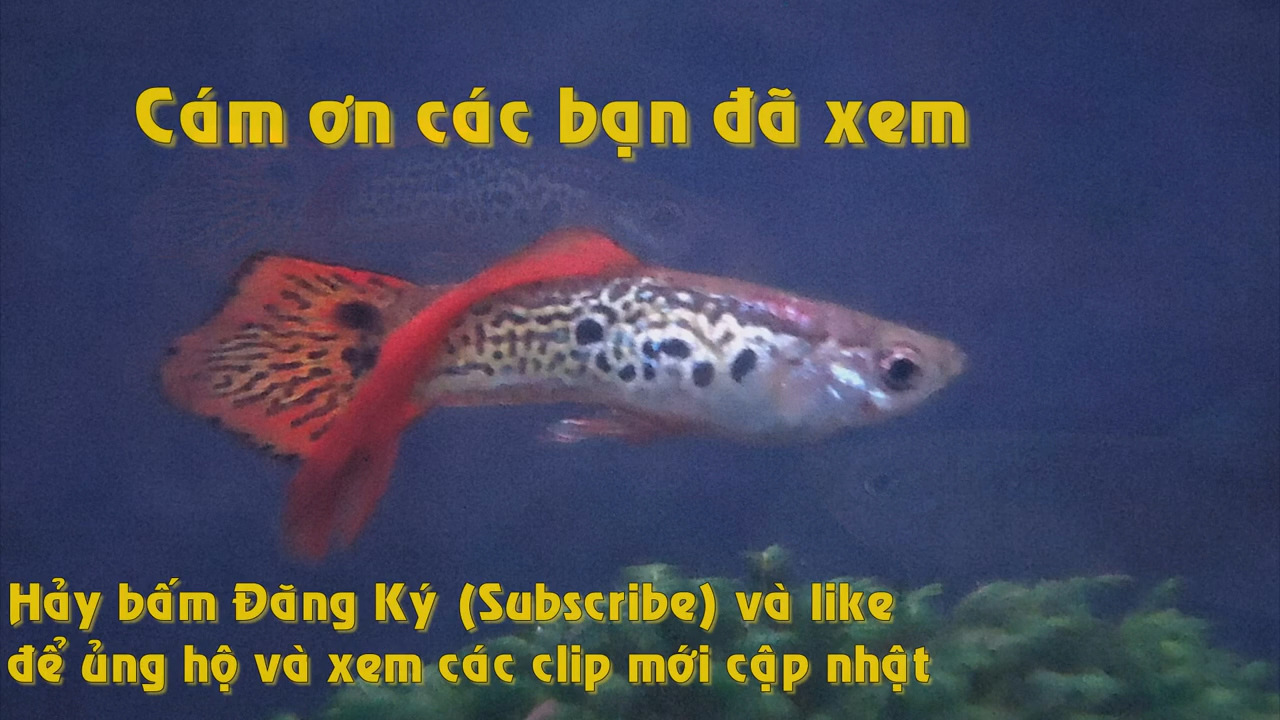 Cám ơn các bạn đã xem
Hảy bấm Đăng Ký (Subscribe) và like
để ủng hộ và xem các clip mới cập nhật